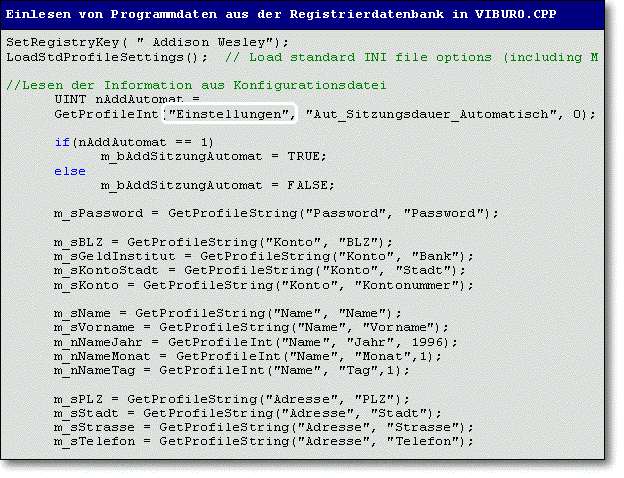 Einlesen von Programmdaten aus der Registrierdatenbank in VIBURO.CPP
SetRegistryKey( " Addison Wesley");
LoadStdProfileSettings();  // Load standard INI file options (including M
//Lesen der Information aus Konfigurationsdatei
UINT nAddAutomat =
GetProfileInt("Einstellungen", "Aut_Sitzungsdauer_Automatisch", 0);
if(nAddAutomat == 1)
m_bAddSitzungAutomat = TRUE;
else
m_bAddSitzungAutomat = FALSE;
m_sPassword = GetProfileString("Password", "Password");
m_sBLZ = GetProfileString("Konto", "BLZ");
m_sGeldInstitut = GetProfileString("Konto", "Bank");
m_sKontoStadt = GetProfileString("Konto", "Stadt");
m_sKonto = GetProfileString("Konto", "Kontonummer");
m_sName = GetProfileString("Name", "Name");
m_sVorname = GetProfileString("Name", "Vorname");
m_nNameJahr = GetProfileInt("Name", "Jahr", 1996);
m_nNameMonat = GetProfileInt("Name", "Monat",1);
m_nNameTag = GetProfileInt("Name", "Tag",1);
m_sPLZ = GetProfileString("Adresse", "PLZ");
m_sStadt = GetProfileString("Adresse", "Stadt");
m_sStrasse = GetProfileString("Adresse", "Strasse");
m_sTelefon = GetProfileString("Adresse", "Telefon");